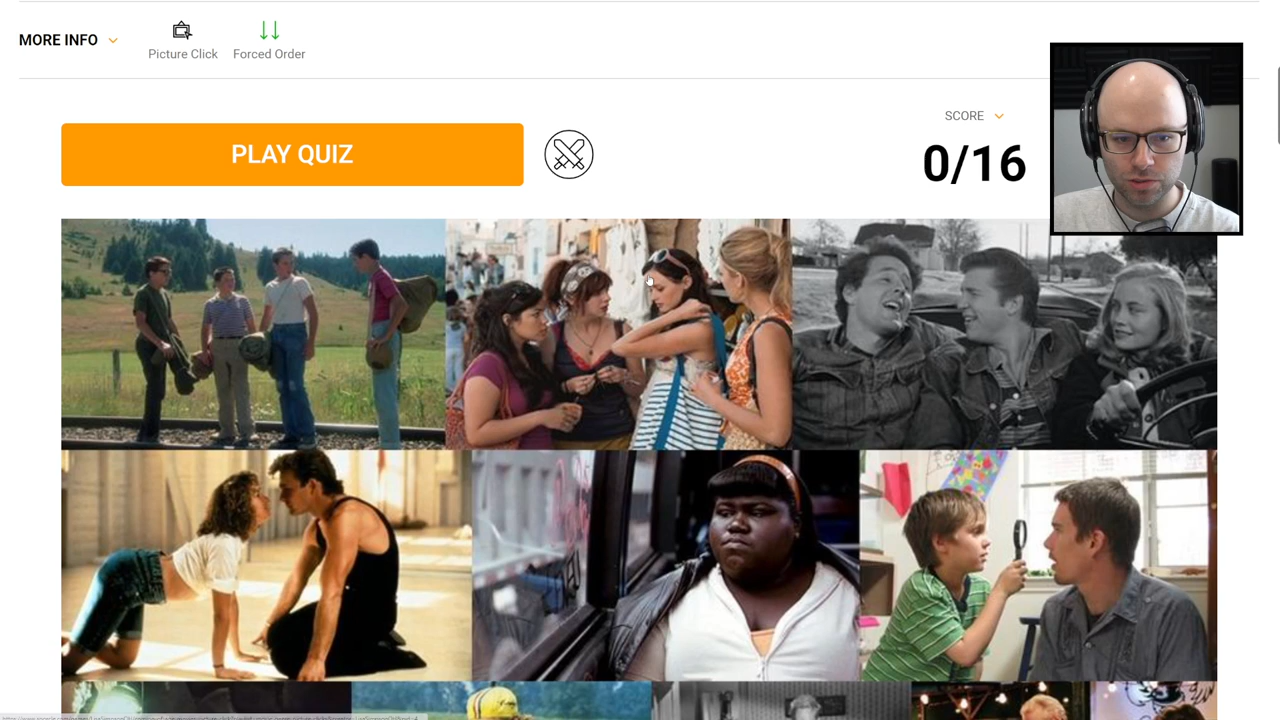 MORE INFO
Picture Click
Forced Order
SCORE
PLAY QUIZ
0/16